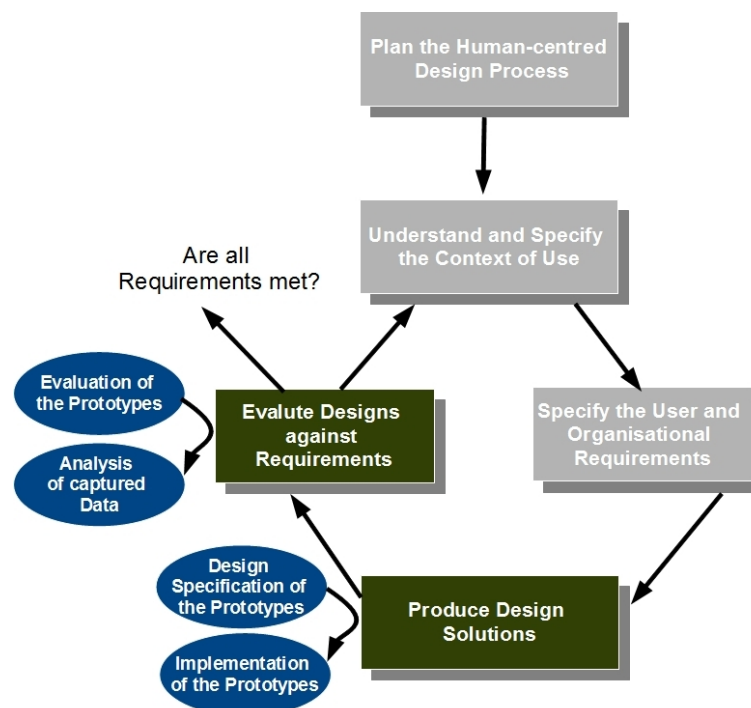 Plan the Human-centred
Design Process
Understand and Specify
the Context of Use
Are all
Requirements met?
Evaluation of
the Prototypes
Analysis
of captured
Data
Evalute Designs
against
Requirements
Specify the User and
Organisational
Requirements
Design
Specification of
the Prototypes
Implementation
of the Prototypes
Produce Design
Solutions